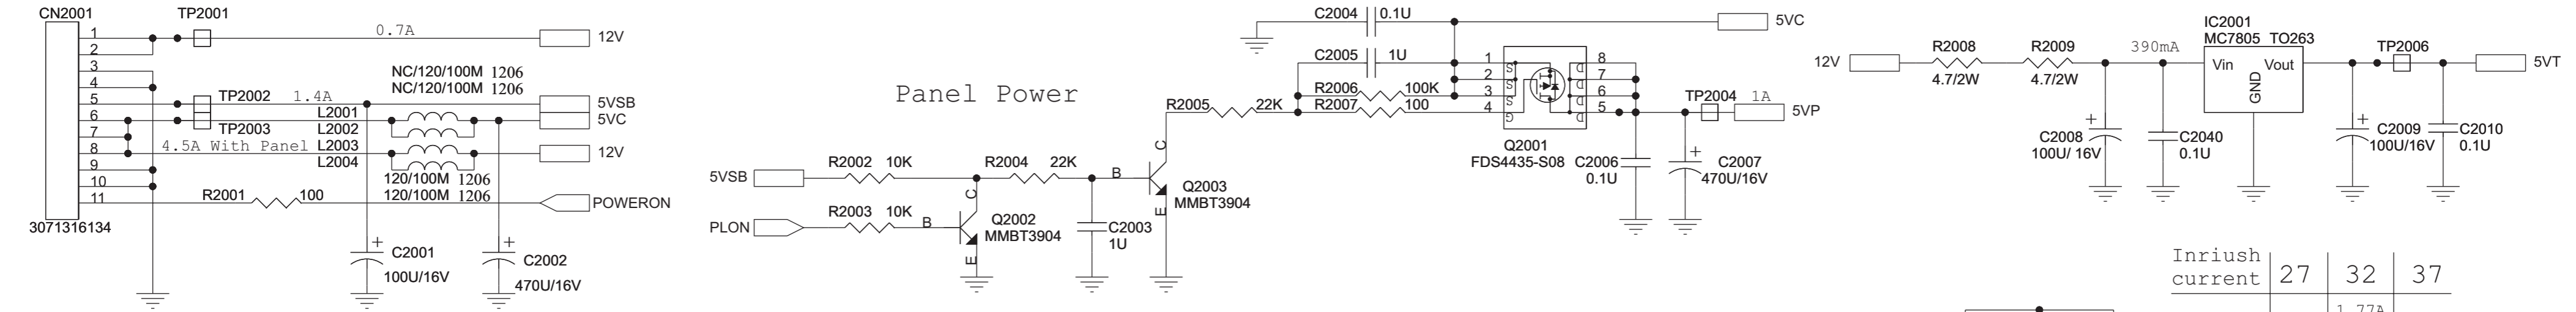 CN2001
TP2001
1
0.7A
12V
2
3
4
NC/120/100M 1206
NC/120/100M 1206
5
TP2002
1.4A
5VSB
6
TP2003
L2001
5VC
7
L2002
4.5A With Panel
L2003
8
12V
L2004
9
120/100M 1206
10
120/100M 1206
11
R2001
100
POWERON
3071316134
+
C2001
100U/16V
+
C2002
470U/16V
Panel Power
5VSB
R2002
10K
R2004
22K
PLON
R2003
10K
B
C
E
Q2002
MMBT3904
C2003
1U
B
C
E
Q2003
MMBT3904
R2005
22K
C2004
0.1U
5VC
C2005
1U
R2006
100K
R2007
100
1
2
3
4
S
S
S
G
D
D
D
D
8
7
6
5
Q2001
FDS4435-S08
TP2004
1A
5VP
C2006
0.1U
+
C2007
470U/16V
12V
R2008
4.7/2W
R2009
4.7/2W
390mA
IC2001
MC7805 TO263
Vin
Vout
GND
TP2006
5VT
+
C2008
100U/ 16V
C2040
0.1U
+
C2009
100U/16V
C2010
0.1U
Inriush
current
27
32
37
1.77A